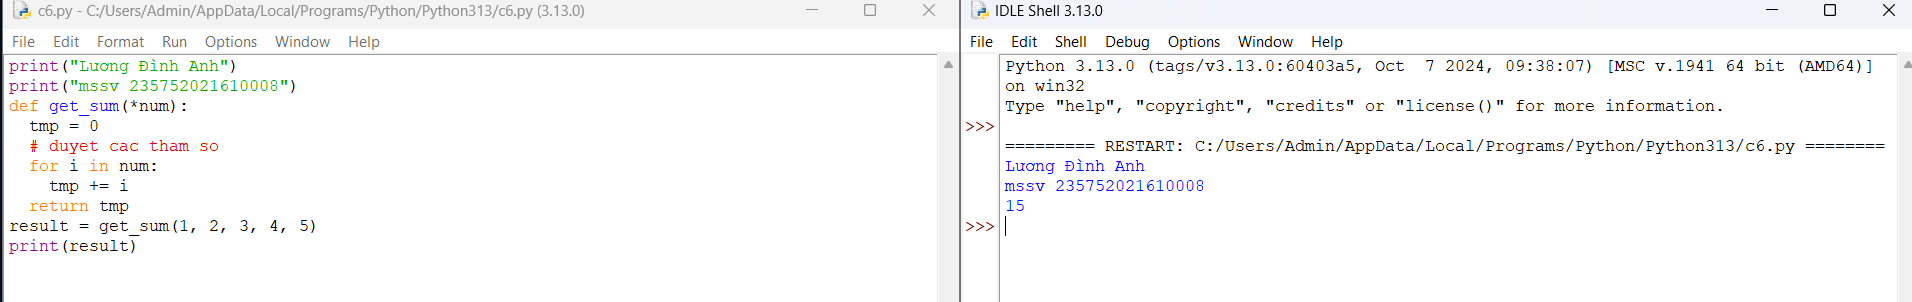 c6.py - C:/Users/Admin/AppData/Local/Programs/Python/Python313/c6.py (3.13.0)
File Edit Format Run Options Window Help
print("Lương Đình Anh")
print("mssv 235752021610008")
def get_sum(*num):
  tmp = 0
  # duyet cac tham so
  for i in num:
    tmp += i
  return tmp
result = get_sum(1, 2, 3, 4, 5)
print(result)
IDLE Shell 3.13.0
File Edit Shell Debug Options Window Help
Python 3.13.0 (tags/v3.13.0:60403a5, Oct  7 2024, 09:38:07) [MSC v.1941 64 bit (AMD64)]
on win32
Type "help", "copyright", "credits" or "license()" for more information.
>>>
========= RESTART: C:/Users/Admin/AppData/Local/Programs/Python/Python313/c6.py ========
Lương Đình Anh
mssv 235752021610008
15
>>>